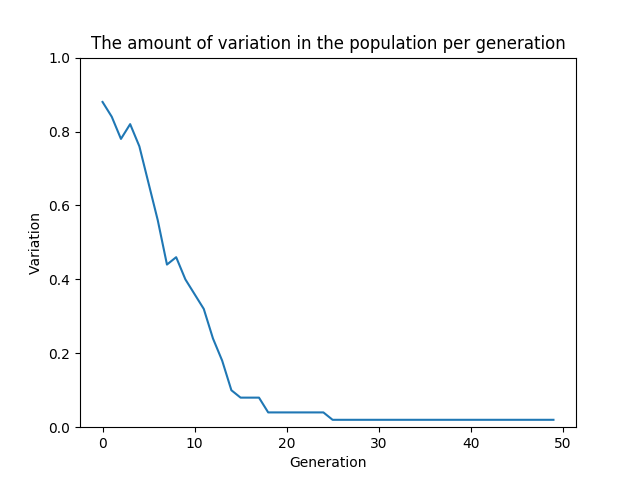 The amount of variation in the population per generation
1.0
0.8
0.6
0.4
0.2
0.0
Variation
0 10 20 30 40 50
Generation